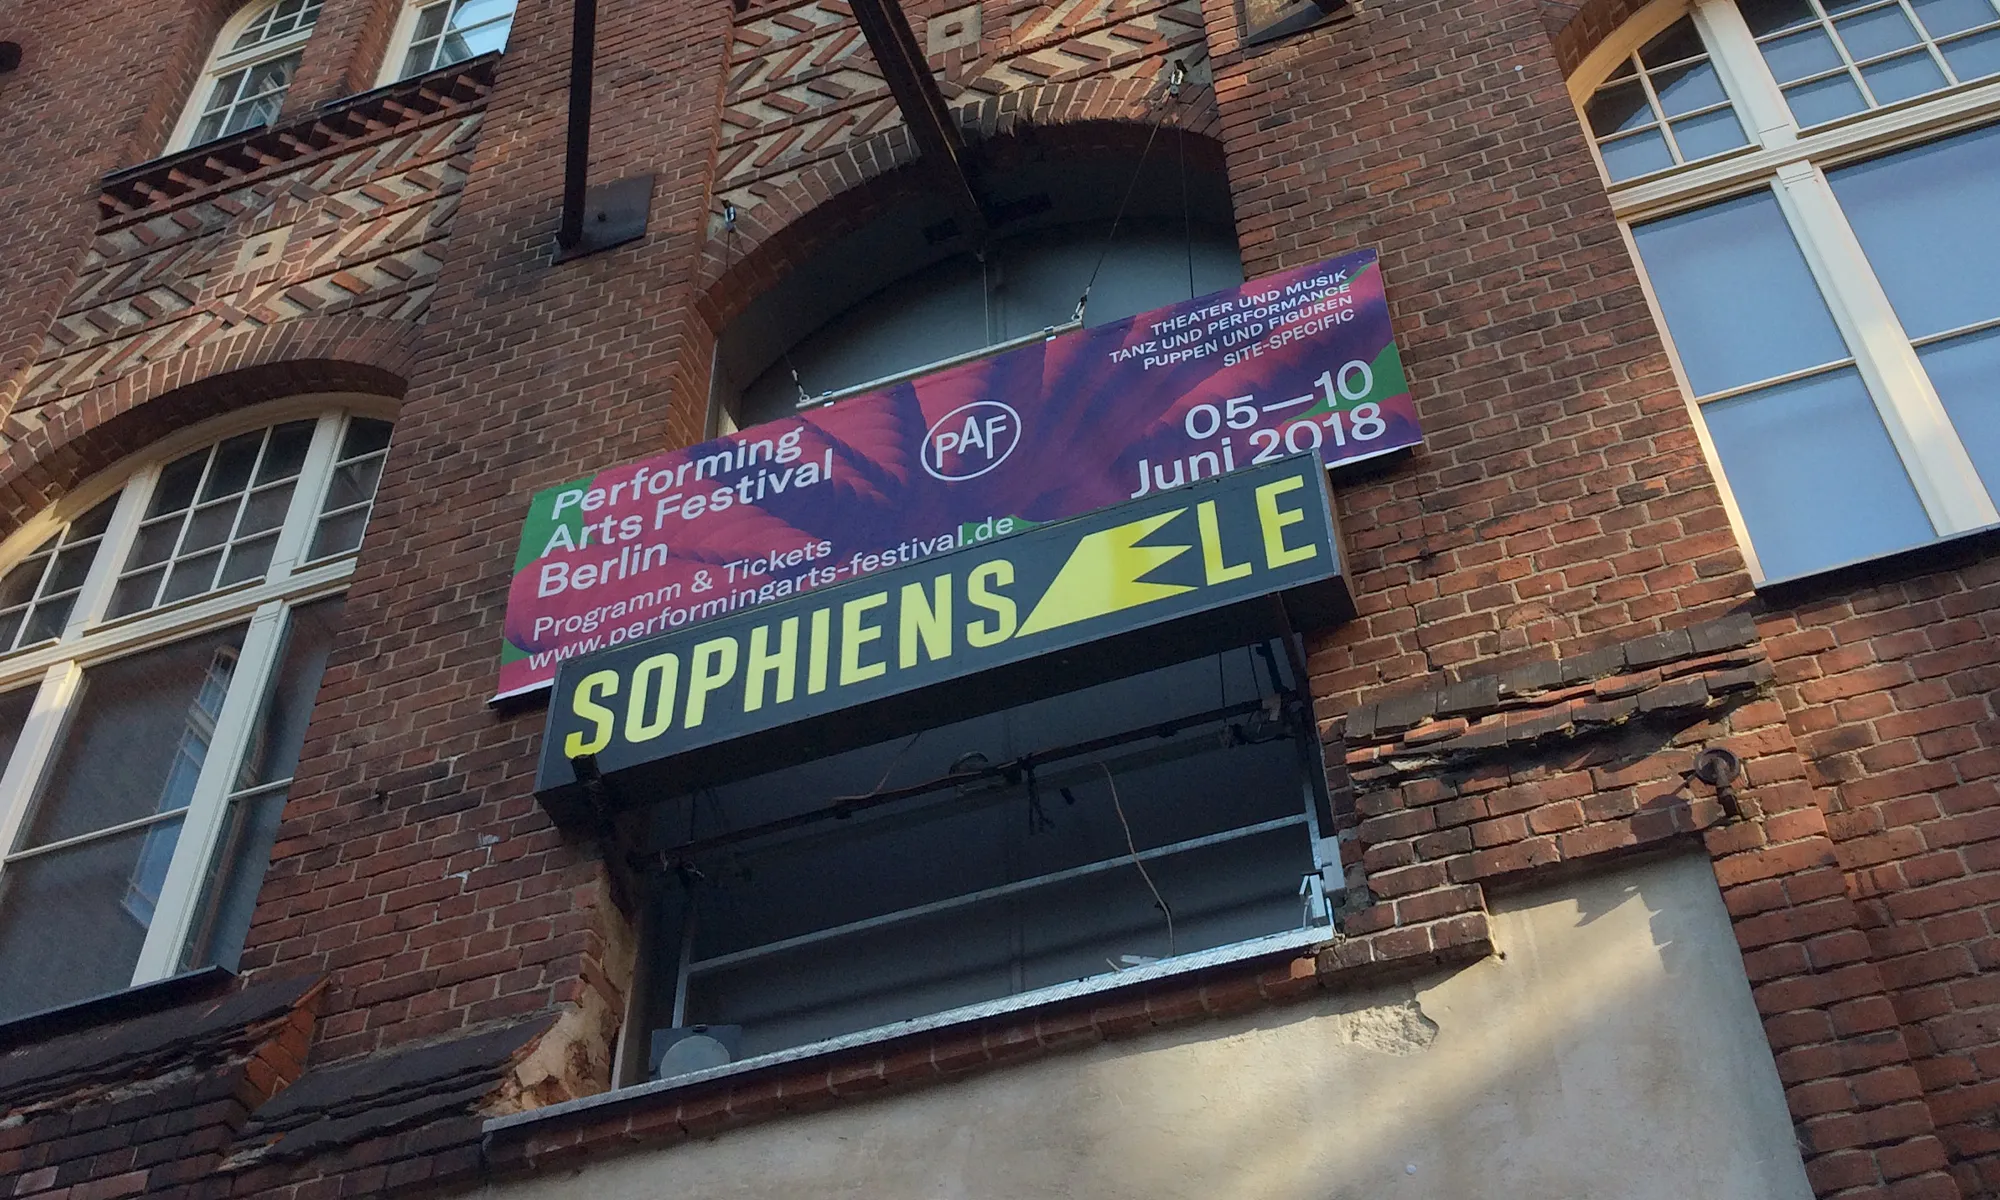 Performing
Arts Festival
Berlin
Programm & Tickets
www.performingarts-festival.de
PAF
THEATER UND MUSIK
TANZ UND PERFORMANCE
PUPPEN UND FIGUREN
SITE-SPECIFIC
05—10
Juni 2018
SOPHIENSÆLE